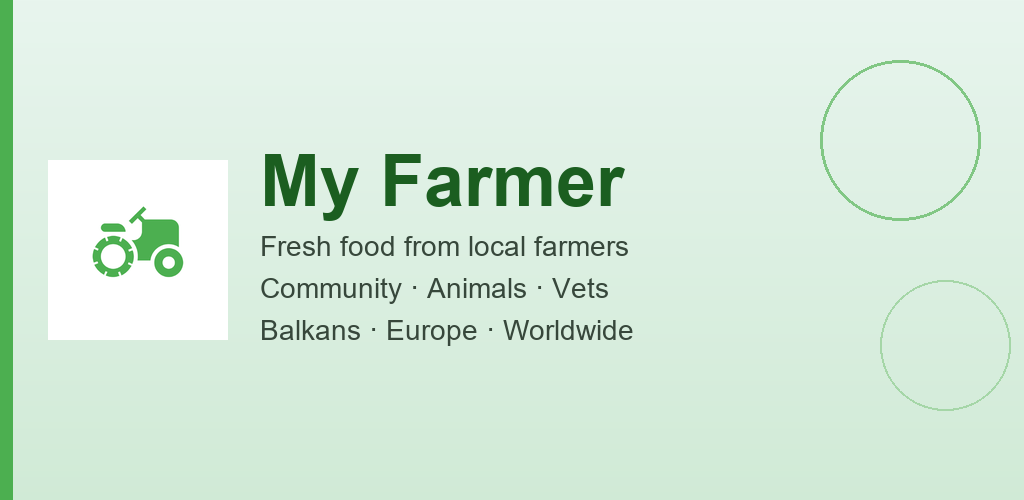 My Farmer
Fresh food from local farmers
Community · Animals · Vets
Balkans · Europe · Worldwide